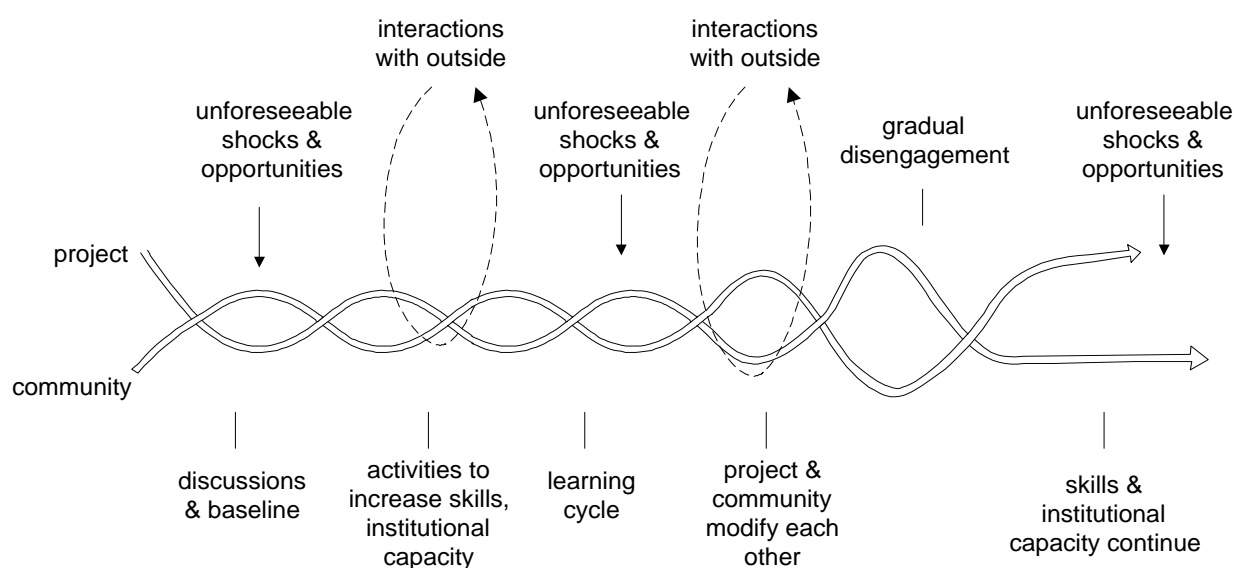 interactions
with outside
interactions
with outside
unforeseeable
shocks &
opportunities
unforeseeable
shocks &
opportunities
gradual
disengagement
unforeseeable
shocks &
opportunities
project
community
discussions
& baseline
activities to
increase skills,
institutional
capacity
learning
cycle
project &
community
modify each
other
skills &
institutional
capacity continue